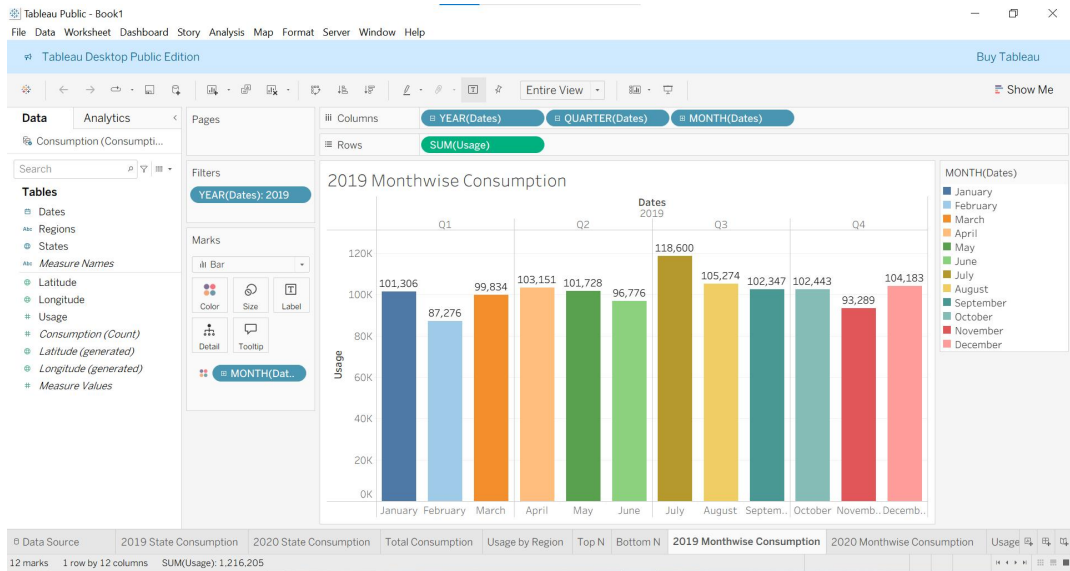 Tableau Public - Book1
File Data Worksheet Dashboard Story Analysis Map Format Server Window Help
Tableau Desktop Public Edition
Buy Tableau
Entire View
Show Me
Data
Analytics
Consumption (Consumpti...
Search
Tables
Dates
Abc Regions
States
Abc Measure Names
Latitude
Longitude
# Usage
# Consumption (Count)
Latitude (generated)
Longitude (generated)
# Measure Values
Pages
Filters
YEAR(Dates): 2019
Marks
Bar
Color
Size
Label
Detail
Tooltip
MONTH(Dat..
Columns
YEAR(Dates)
QUARTER(Dates)
MONTH(Dates)
Rows
SUM(Usage)
2019 Monthwise Consumption
Dates
2019
Q1 Q2 Q3 Q4
Usage
120K
100K
80K
60K
40K
20K
0K
101,306
87,276
99,834
103,151
101,728
96,776
118,600
105,274
102,347
102,443
93,289
104,183
January February March April May June July August Septem.. October Novemb.. Decemb..
MONTH(Dates)
January
February
March
April
May
June
July
August
September
October
November
December
Data Source
2019 State Consumption
2020 State Consumption
Total Consumption
Usage by Region
Top N
Bottom N
2019 Monthwise Consumption
2020 Monthwise Consumption
Usage
12 marks 1 row by 12 columns SUM(Usage): 1,216,205